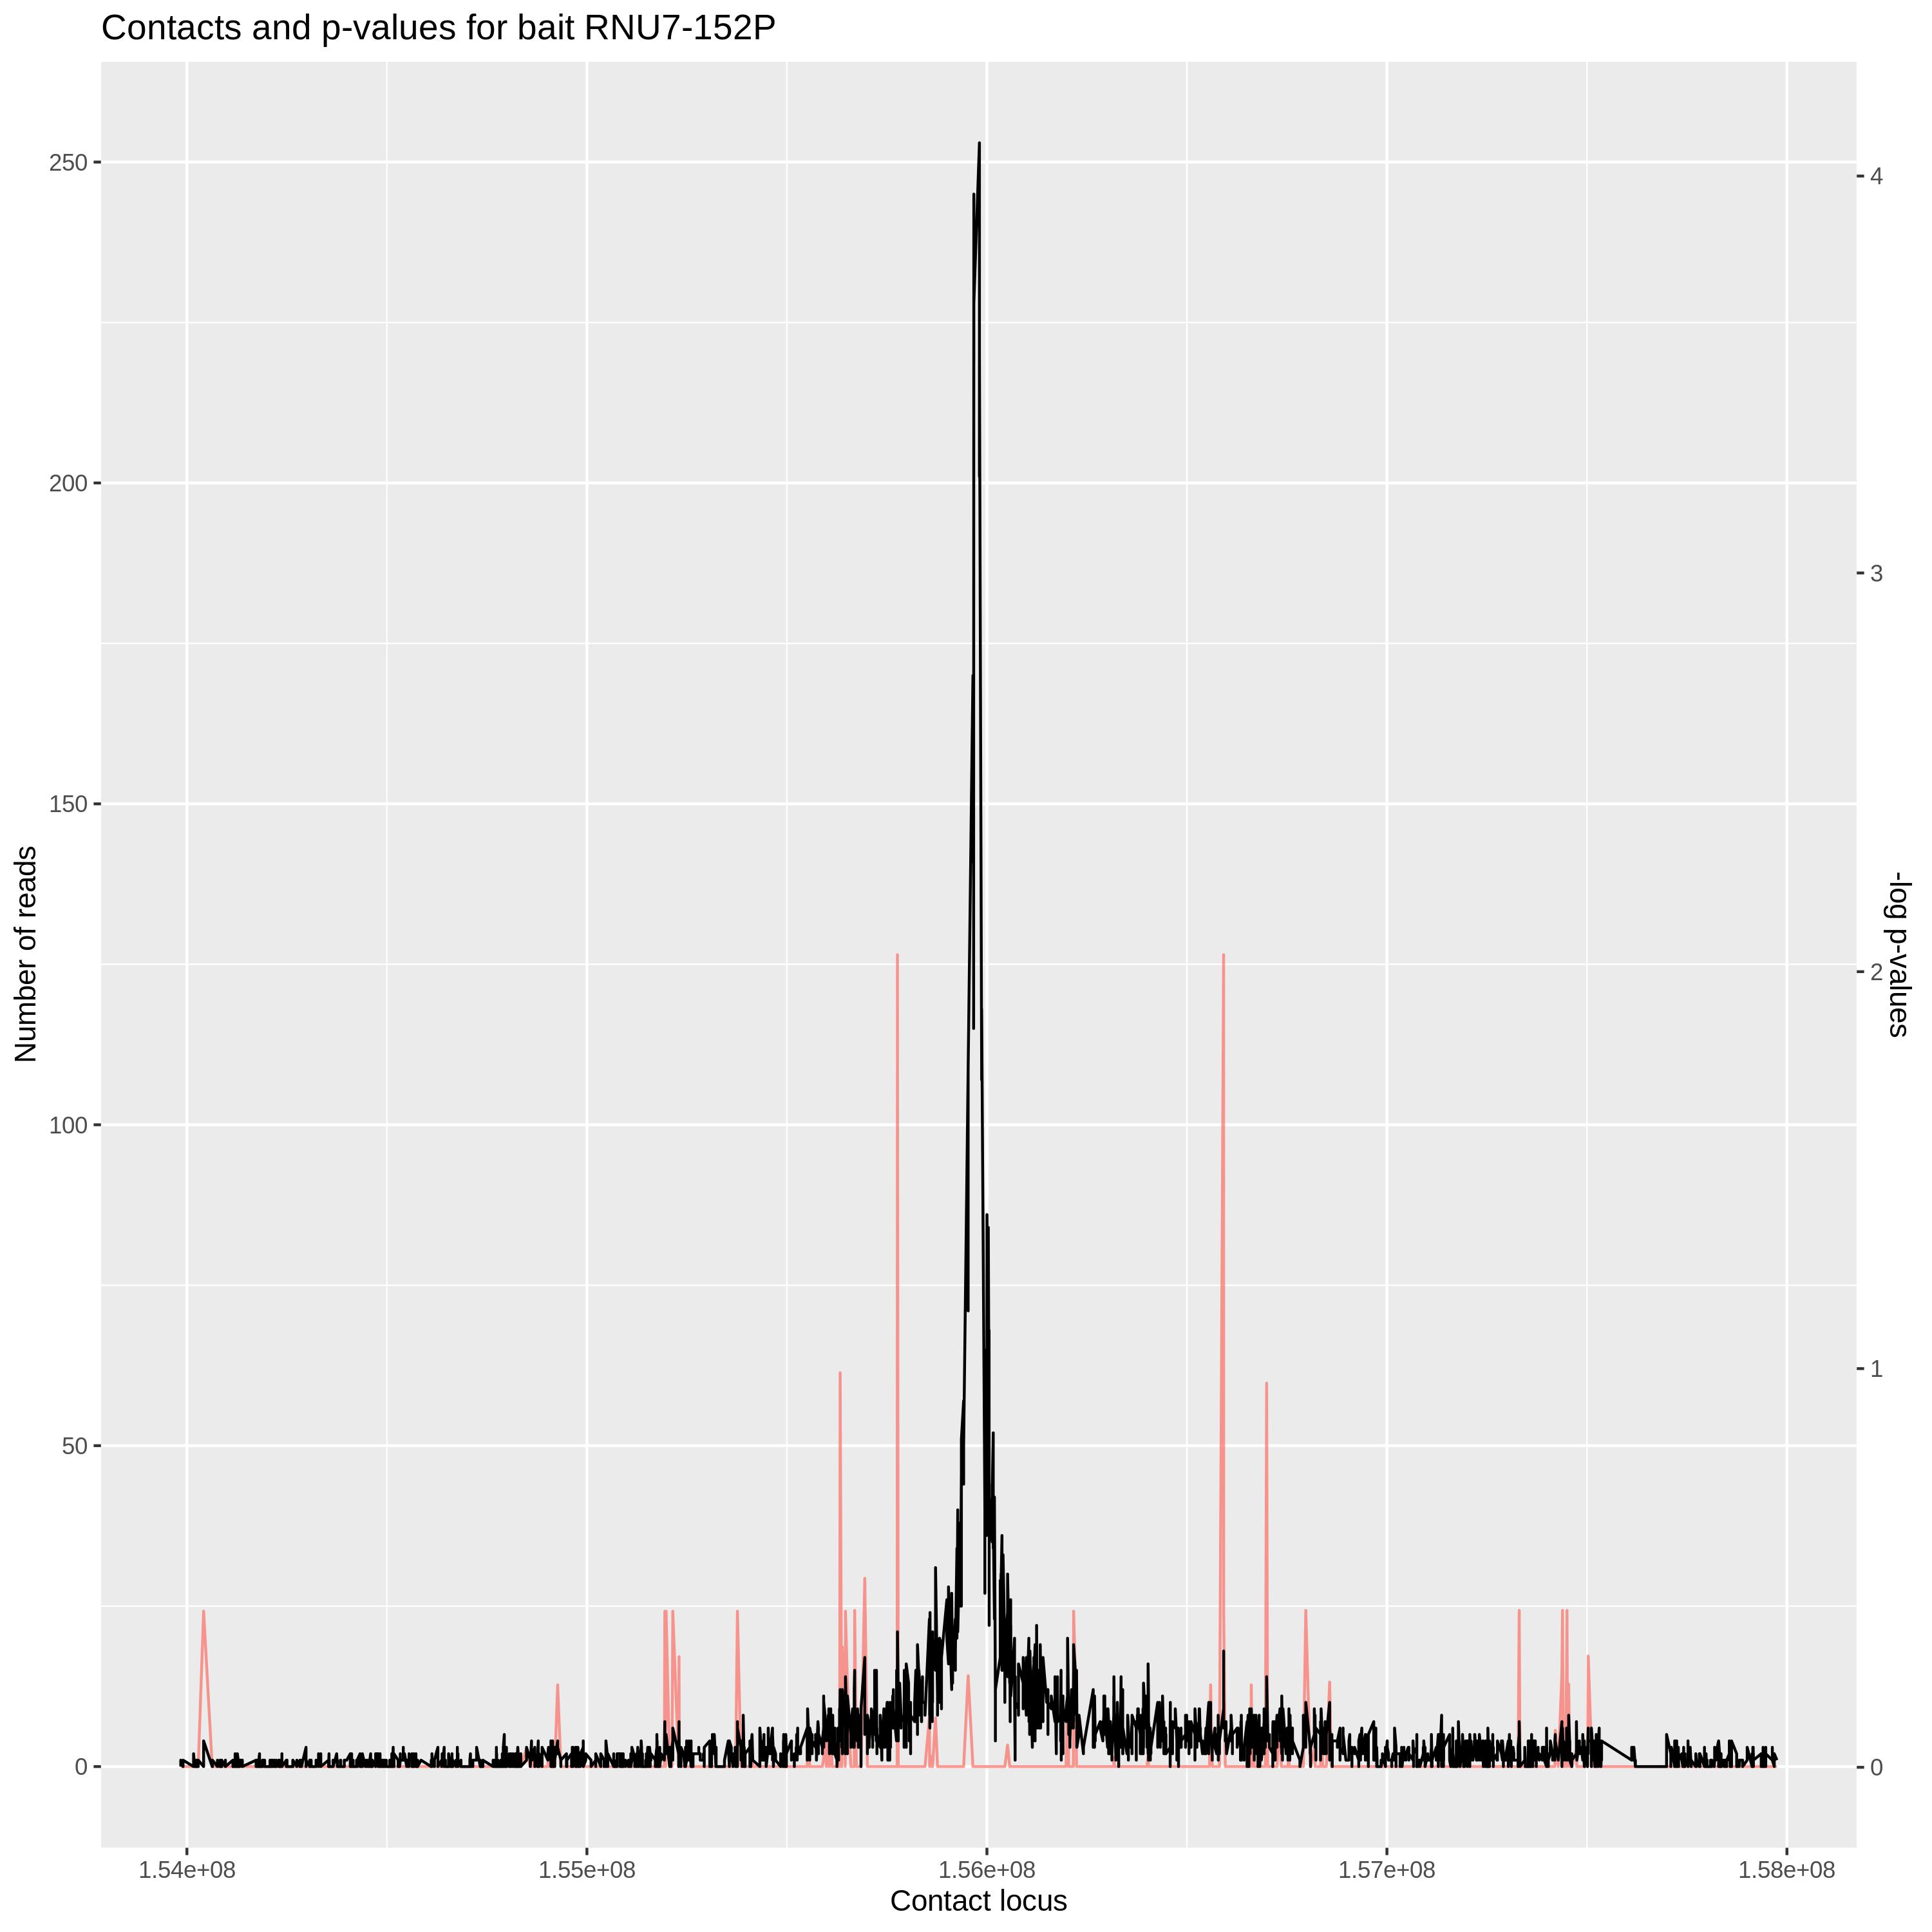 Contacts and p-values for bait RNU7-152P
250
200
150
100
50
0
Number of reads
4
3
2
1
0
-log p-values
1.54e+08
1.55e+08
1.56e+08
1.57e+08
1.58e+08
Contact locus